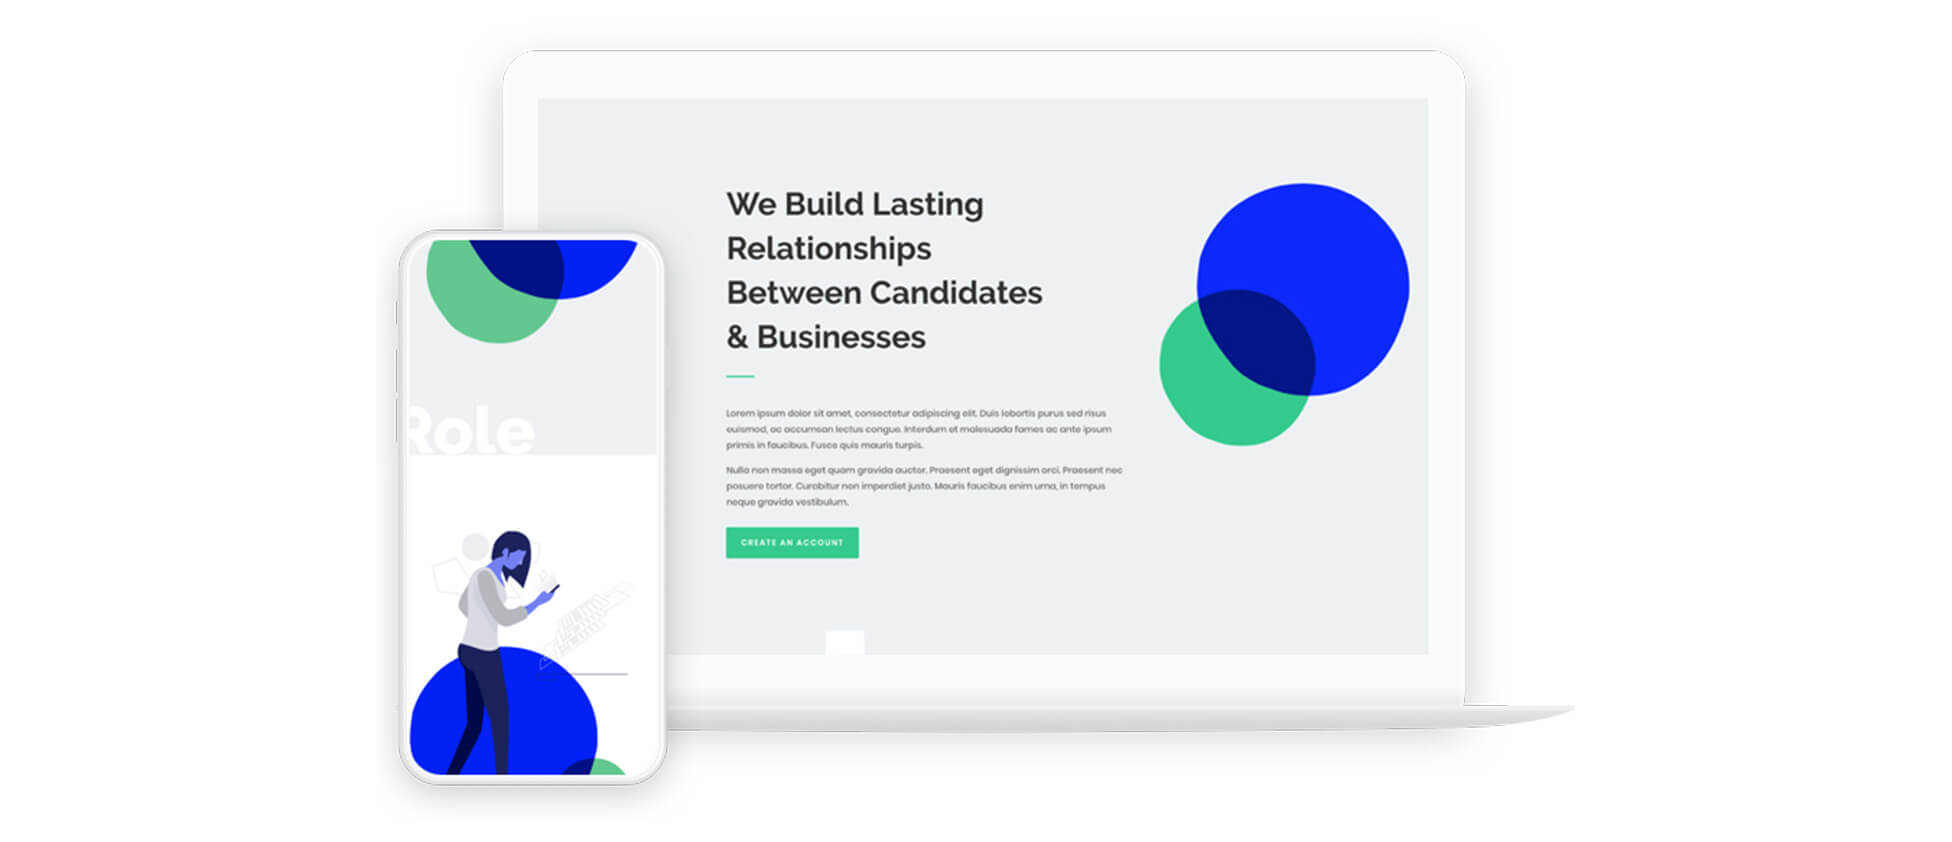 We Build Lasting
Relationships
Between Candidates
& Businesses
Lorem ipsum dolor sit amet, consectetur adipiscing elit. Duis lobortis purus sed risus
euismod, ac accumsan lectus congue. Interdum et malesuada fames ac ante ipsum
primis in faucibus. Fusce quis mauris turpis.
Nulla non massa eget quam gravida auctor. Praesent eget dignissim orci. Praesent nec
posuere tortor. Curabitur non imperdiet justo. Mauris faucibus enim urna, in tempus
neque gravida vestibulum.
CREATE AN ACCOUNT
Role